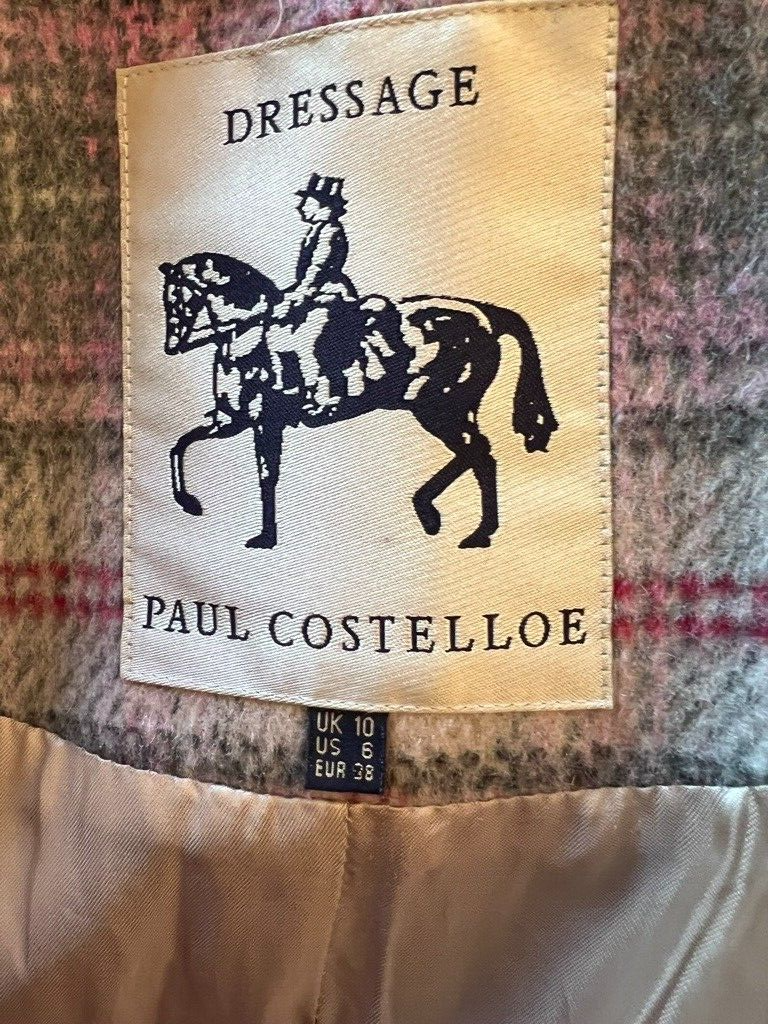 DRESSAGE
PAUL COSTELLOE
UK 10
US 6
EUR 38